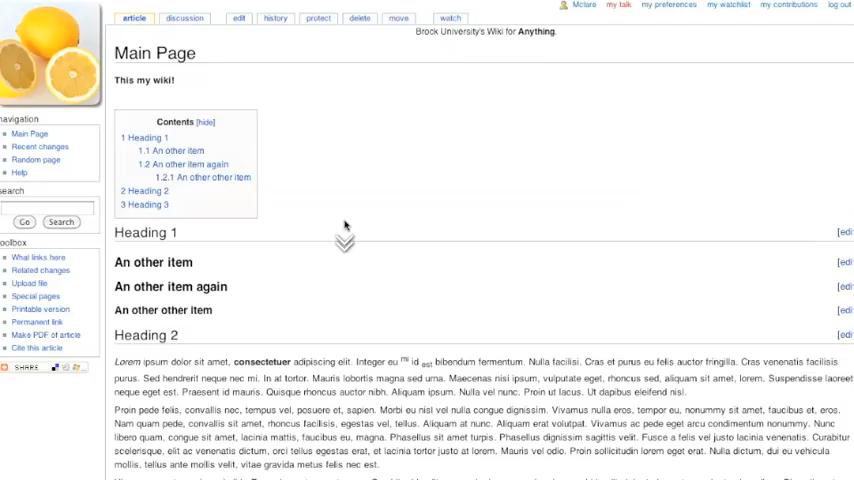 Mclare my talk my preferences my watchlist my contributions log out
article discussion edit history protect delete move watch
Brock University's Wiki for Anything.
Main Page
This my wiki!
Contents [hide]
1 Heading 1
1.1 An other item
1.2 An other item again
1.2.1 An other other item
2 Heading 2
3 Heading 3
navigation
Main Page
Recent changes
Random page
Help
search
Go Search
toolbox
What links here
Related changes
Upload file
Special pages
Printable version
Permanent link
Make PDF of article
Cite this article
SHARE
Heading 1 [edi
An other item [edi
An other item again [edi
An other other item [edi
Heading 2 [edi
Lorem ipsum dolor sit amet, consectetuer adipiscing elit. Integer eu mi id est bibendum fermentum. Nulla facilisi. Cras et purus eu felis auctor fringilla. Cras venenatis facilisis
purus. Sed hendrerit neque nec mi. In at tortor. Mauris lobortis magna sed urna. Maecenas nisi ipsum, vulputate eget, rhoncus sed, aliquam sit amet, lorem. Suspendisse laoreet
neque eget est. Praesent id mauris. Quisque rhoncus auctor nibh. Aliquam ipsum. Nulla vel nunc. Proin ut lacus. Ut dapibus eleifend nisl.
Proin pede felis, convallis nec, tempus vel, posuere et, sapien. Morbi eu nisl vel nulla congue dignissim. Vivamus nulla eros, tempor eu, nonummy sit amet, faucibus et, eros.
Nam quam pede, convallis sit amet, rhoncus facilisis, egestas vel, tellus. Aliquam at nunc. Aliquam erat volutpat. Vivamus ac pede eget arcu condimentum nonummy. Nunc
libero quam, congue sit amet, lacinia mattis, faucibus eu, magna. Phasellus sit amet turpis. Phasellus dignissim sagittis velit. Fusce a felis vel justo lacinia venenatis. Curabitur
scelerisque, elit ac venenatis dictum, orci tellus egestas erat, et lacinia tortor justo at lorem. Mauris vel odio. Proin sollicitudin lorem eget erat. Nulla dictum, dui eu vehicula
mollis, tellus ante mollis velit, vitae gravida metus felis nec est.